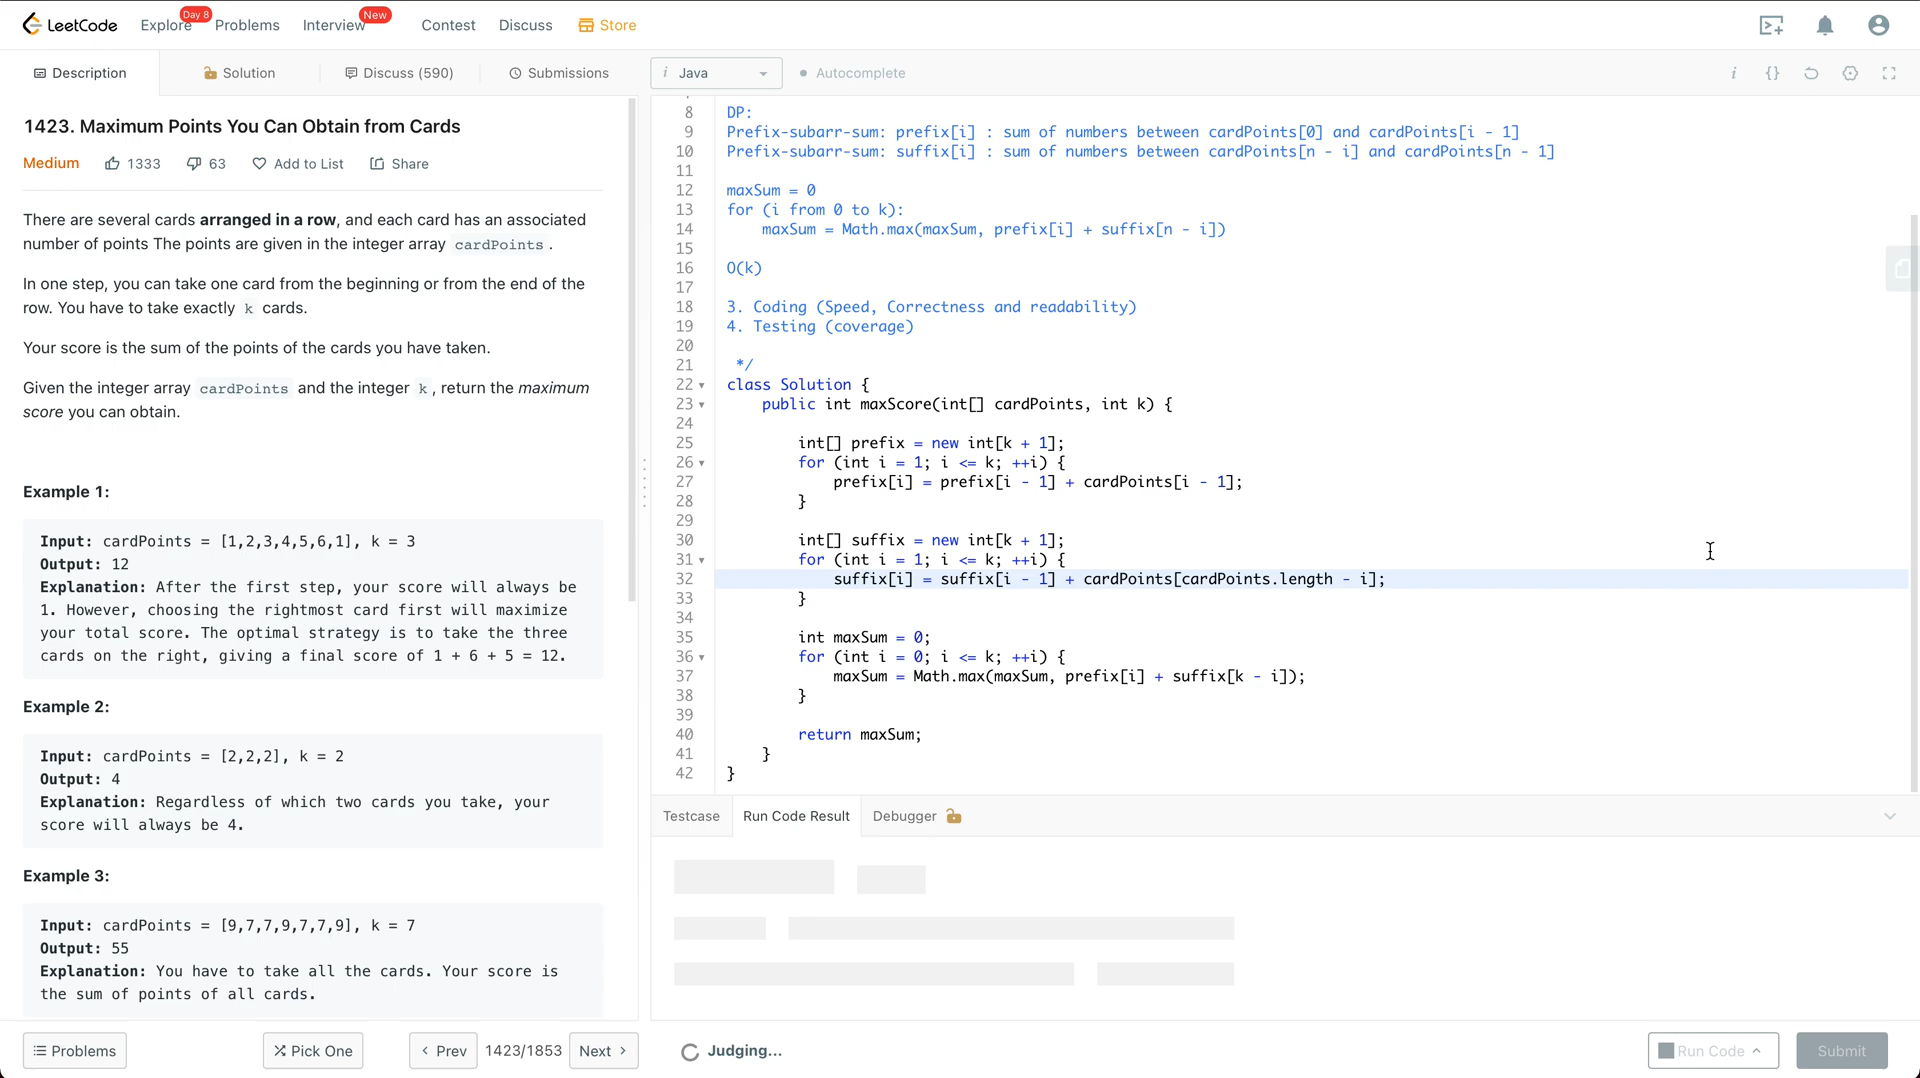 LeetCode
Explore
Day 8
Problems
Interview
New
Contest
Discuss
Store
Description
Solution
Discuss (590)
Submissions
i Java
Autocomplete
1423. Maximum Points You Can Obtain from Cards
Medium
1333
63
Add to List
Share
There are several cards arranged in a row, and each card has an associated
number of points The points are given in the integer array cardPoints .
In one step, you can take one card from the beginning or from the end of the
row. You have to take exactly k cards.
Your score is the sum of the points of the cards you have taken.
Given the integer array cardPoints and the integer k , return the maximum
score you can obtain.
Example 1:
Input: cardPoints = [1,2,3,4,5,6,1], k = 3
Output: 12
Explanation: After the first step, your score will always be
1. However, choosing the rightmost card first will maximize
your total score. The optimal strategy is to take the three
cards on the right, giving a final score of 1 + 6 + 5 = 12.
Example 2:
Input: cardPoints = [2,2,2], k = 2
Output: 4
Explanation: Regardless of which two cards you take, your
score will always be 4.
Example 3:
Input: cardPoints = [9,7,7,9,7,7,9], k = 7
Output: 55
Explanation: You have to take all the cards. Your score is
the sum of points of all cards.
Problems
Pick One
Prev
1423/1853
Next
8 DP:
9 Prefix-subarr-sum: prefix[i] : sum of numbers between cardPoints[0] and cardPoints[i - 1]
10 Prefix-subarr-sum: suffix[i] : sum of numbers between cardPoints[n - i] and cardPoints[n - 1]
11
12 maxSum = 0
13 for (i from 0 to k):
14 maxSum = Math.max(maxSum, prefix[i] + suffix[n - i])
15
16 O(k)
17
18 3. Coding (Speed, Correctness and readability)
19 4. Testing (coverage)
20
21 */
22 class Solution {
23 public int maxScore(int[] cardPoints, int k) {
24
25 int[] prefix = new int[k + 1];
26 for (int i = 1; i <= k; ++i) {
27 prefix[i] = prefix[i - 1] + cardPoints[i - 1];
28 }
29
30 int[] suffix = new int[k + 1];
31 for (int i = 1; i <= k; ++i) {
32 suffix[i] = suffix[i - 1] + cardPoints[cardPoints.length - i];
33 }
34
35 int maxSum = 0;
36 for (int i = 0; i <= k; ++i) {
37 maxSum = Math.max(maxSum, prefix[i] + suffix[k - i]);
38 }
39
40 return maxSum;
41 }
42 }
Testcase
Run Code Result
Debugger
Judging...
Run Code
Submit